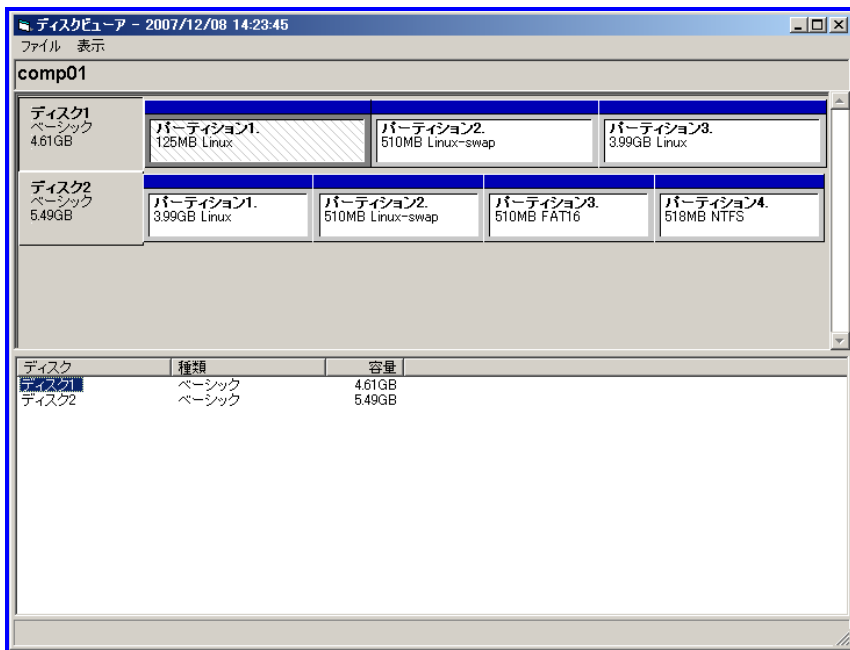 ディスクビューア - 2007/12/08 14:23:45
ファイル 表示
comp01
ディスク1
ベーシック
4.61GB
パーティション1.
125MB Linux
パーティション2.
510MB Linux-swap
パーティション3.
3.99GB Linux
ディスク2
ベーシック
5.49GB
パーティション1.
3.99GB Linux
パーティション2.
510MB Linux-swap
パーティション3.
510MB FAT16
パーティション4.
518MB NTFS
ディスク 種類 容量
ディスク1 ベーシック 4.61GB
ディスク2 ベーシック 5.49GB